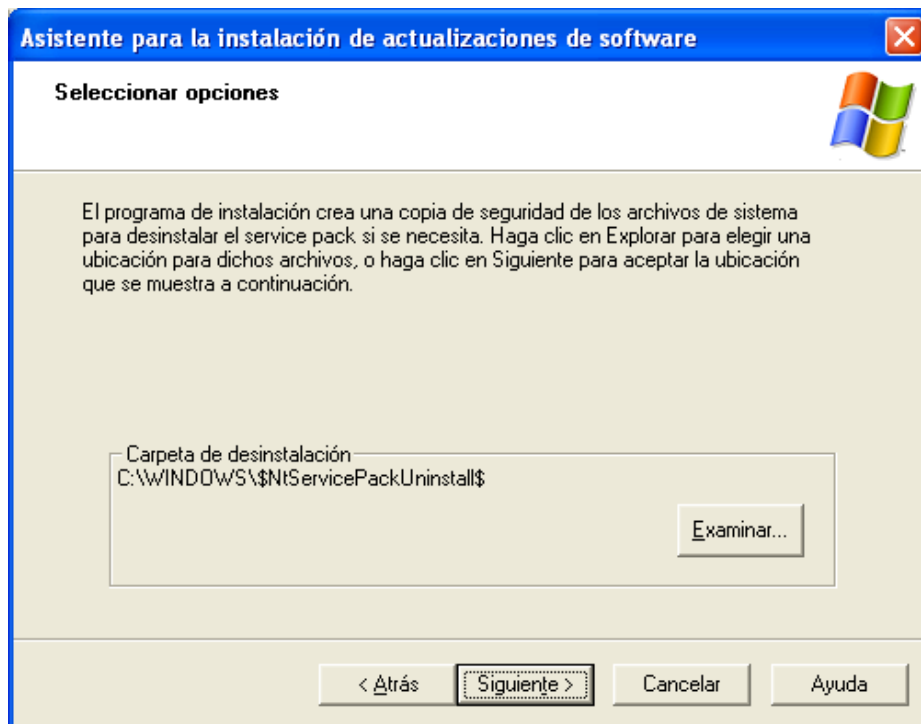 Asistente para la instalación de actualizaciones de software
Seleccionar opciones
El programa de instalación crea una copia de seguridad de los archivos de sistema
para desinstalar el service pack si se necesita. Haga clic en Explorar para elegir una
ubicación para dichos archivos, o haga clic en Siguiente para aceptar la ubicación
que se muestra a continuación.
Carpeta de desinstalación
C:\WINDOWS\$NtServicePackUninstall$
Examinar...
< Atrás
Siguiente >
Cancelar
Ayuda